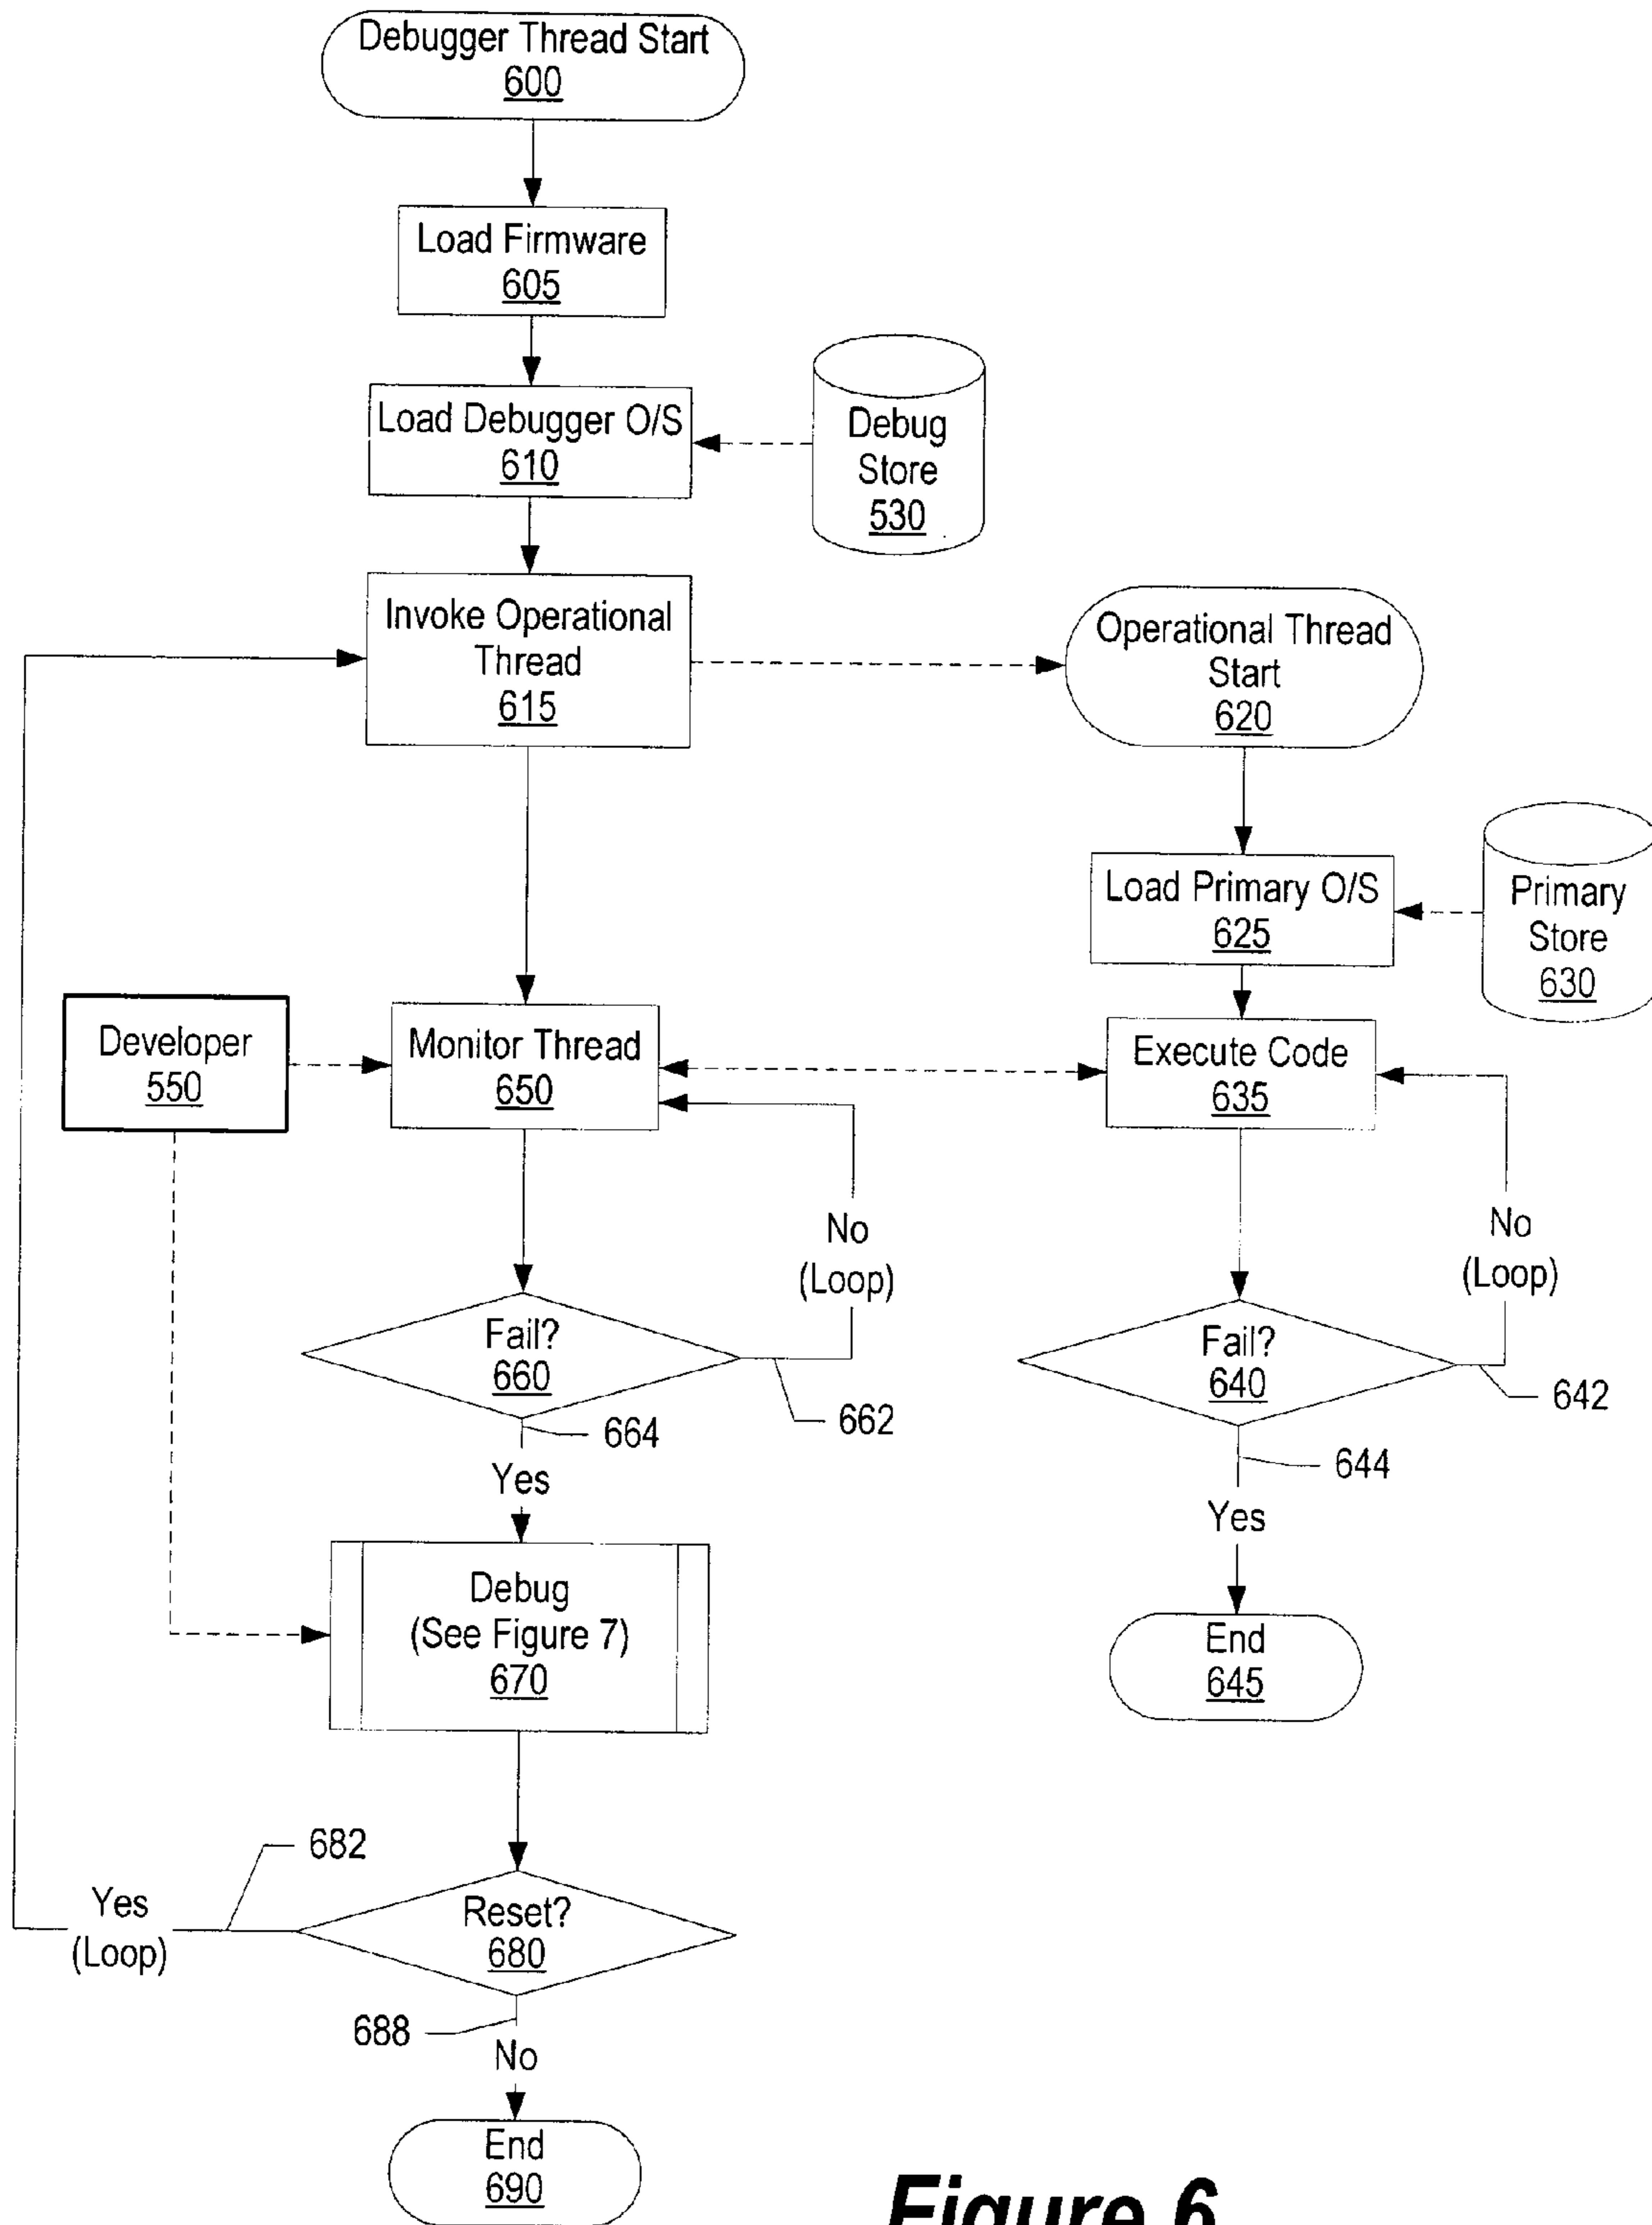 Debugger Thread Start
600
Load Firmware
605
Load Debugger O/S
610
Debug
Store
530
Invoke Operational
Thread
615
Operational Thread
Start
620
Load Primary O/S
625
Primary
Store
630
Developer
550
Monitor Thread
650
Execute Code
635
No
(Loop)
No
(Loop)
Fail?
660
662
664
Yes
Fail?
640
642
644
Yes
Debug
(See Figure 7)
670
End
645
682
Yes
(Loop)
Reset?
680
688
No
End
690
Figure 6